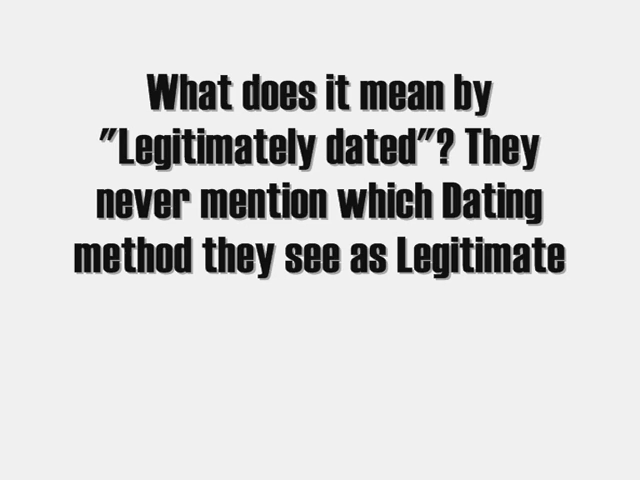 What does it mean by
"Legitimately dated"? They
never mention which Dating
method they see as Legitimate